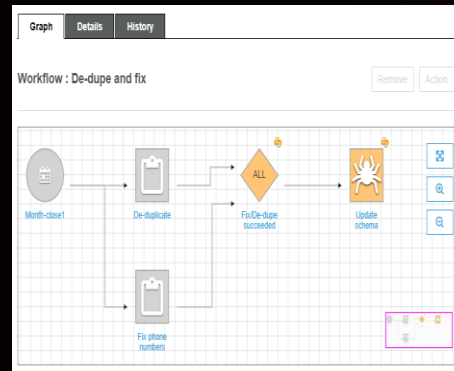 Graph Details History
Workflow : De-dupe and fix
Remove Action
ALL
Month-close1 De-duplicate Fix/De-dupe succeeded Update schema
Fix phone
numbers